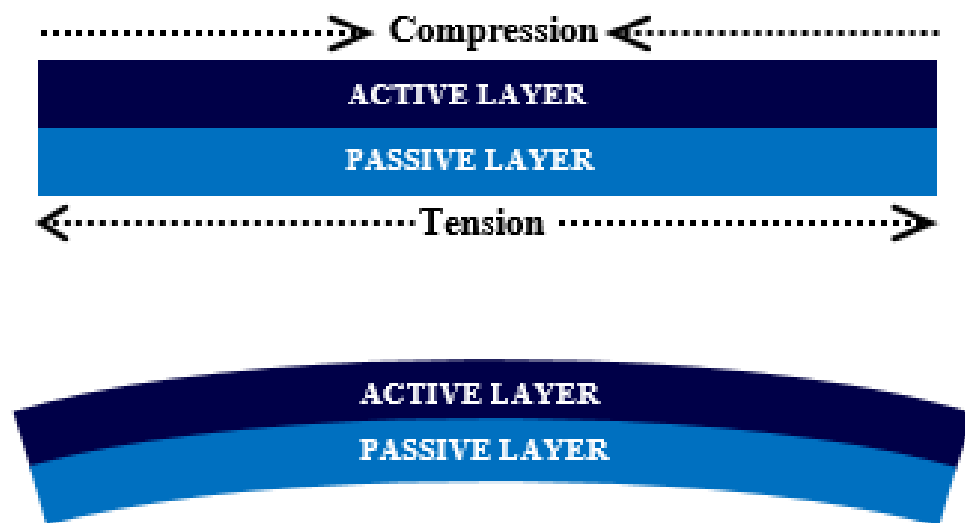 Compression
ACTIVE LAYER
PASSIVE LAYER
Tension
ACTIVE LAYER
PASSIVE LAYER